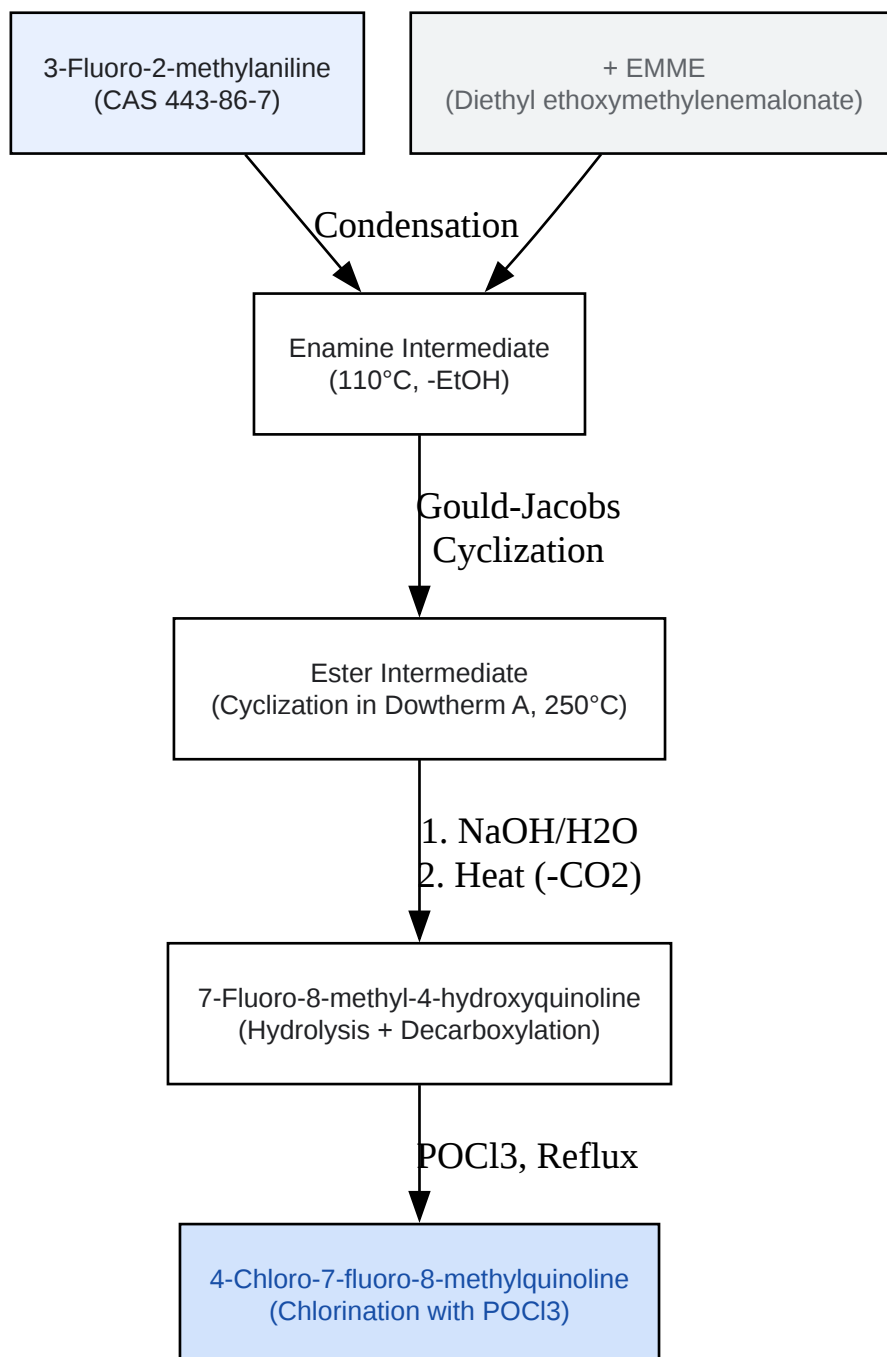 3-Fluoro-2-methylaniline
(CAS 443-86-7)
+ EMME
(Diethyl ethoxymethylenemalonate)
Condensation
Enamine Intermediate
(110°C, -EtOH)
Gould-Jacobs
Cyclization
Ester Intermediate
(Cyclization in Dowtherm A, 250°C)
1. NaOH/H2O
2. Heat (-CO2)
7-Fluoro-8-methyl-4-hydroxyquinoline
(Hydrolysis + Decarboxylation)
POCl3, Reflux
4-Chloro-7-fluoro-8-methylquinoline
(Chlorination with POCl3)